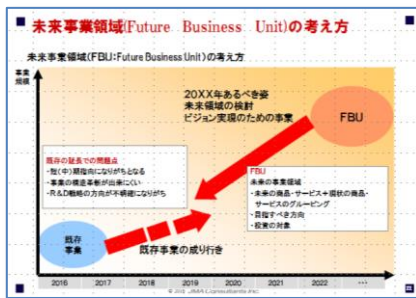 未来事業領域(Future Business Unit)の考え方
未来事業領域(FBU:Future Business Unit)の考え方
事業
規模
20XX年あるべき姿
未来領域の検討
ビジョン実現のための事業
FBU
既存の延長での問題点
・短(中)期指向になりがちとなる
・事業の構造革新が出来にくい
・R&D戦略の方向が不明確になりがち
FBU
未来の事業領域
・未来の商品・サービス+現状の商品・
サービスのグルーピング
・目指すべき方向
・投資の対象
既存
事業
既存事業の成り行き
2016 2017 2018 2019 2020 2021 2022 …
JMA Consultants Inc.